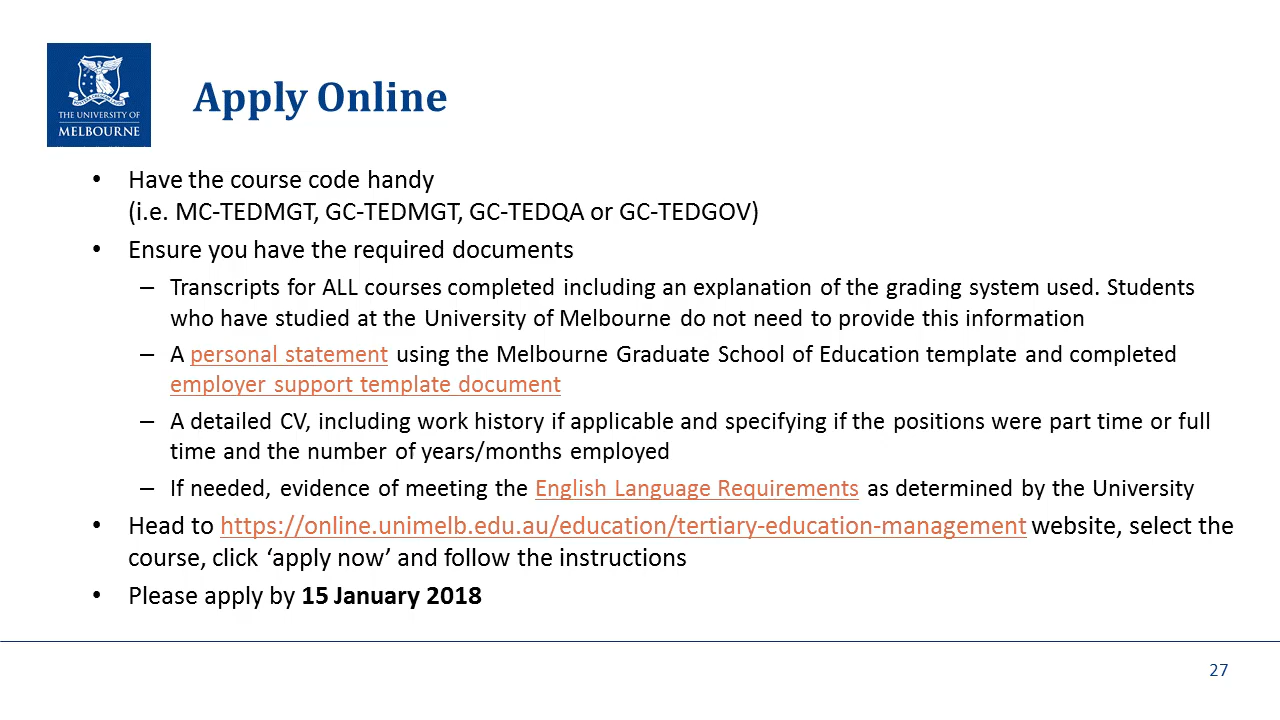 THE UNIVERSITY OF
MELBOURNE
Apply Online
• Have the course code handy
(i.e. MC-TEDMGT, GC-TEDMGT, GC-TEDQA or GC-TEDGOV)
• Ensure you have the required documents
– Transcripts for ALL courses completed including an explanation of the grading system used. Students
who have studied at the University of Melbourne do not need to provide this information
– A personal statement using the Melbourne Graduate School of Education template and completed
employer support template document
– A detailed CV, including work history if applicable and specifying if the positions were part time or full
time and the number of years/months employed
– If needed, evidence of meeting the English Language Requirements as determined by the University
• Head to https://online.unimelb.edu.au/education/tertiary-education-management website, select the
course, click ‘apply now’ and follow the instructions
• Please apply by 15 January 2018
27